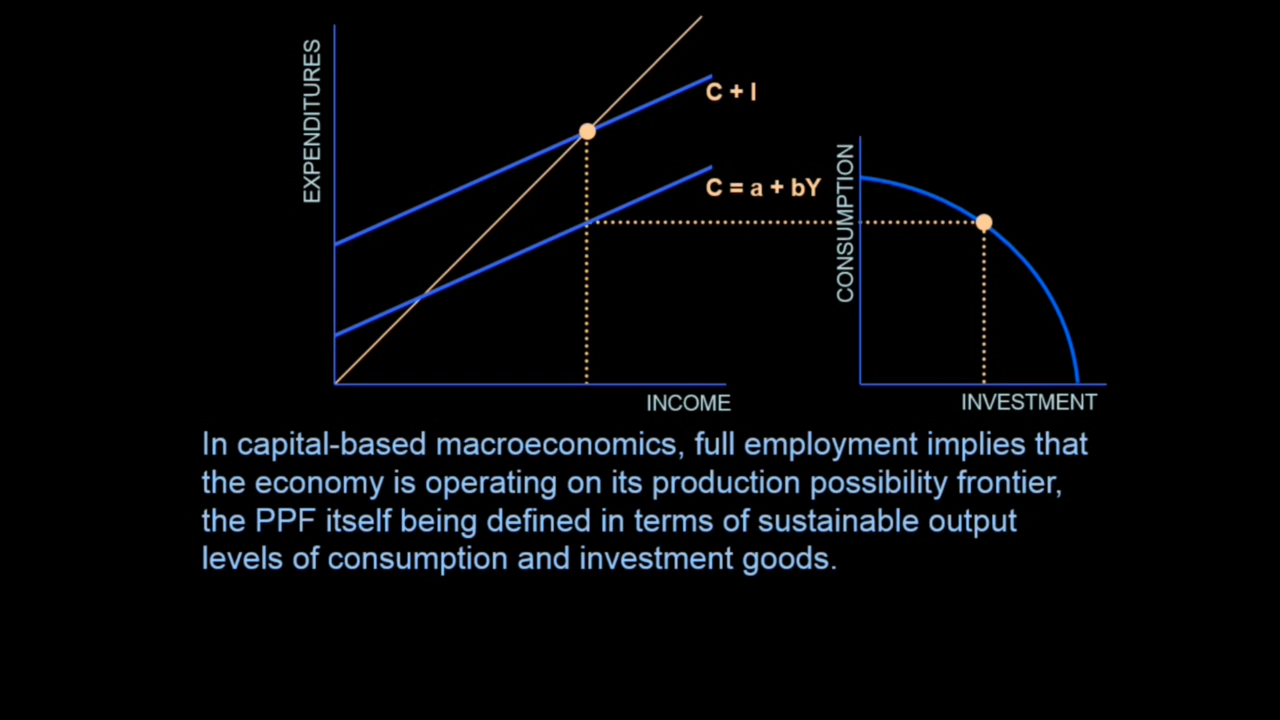 EXPENDITURES
C + I
C = a + bY
CONSUMPTION
INCOME
INVESTMENT
In capital-based macroeconomics, full employment implies that
the economy is operating on its production possibility frontier,
the PPF itself being defined in terms of sustainable output
levels of consumption and investment goods.